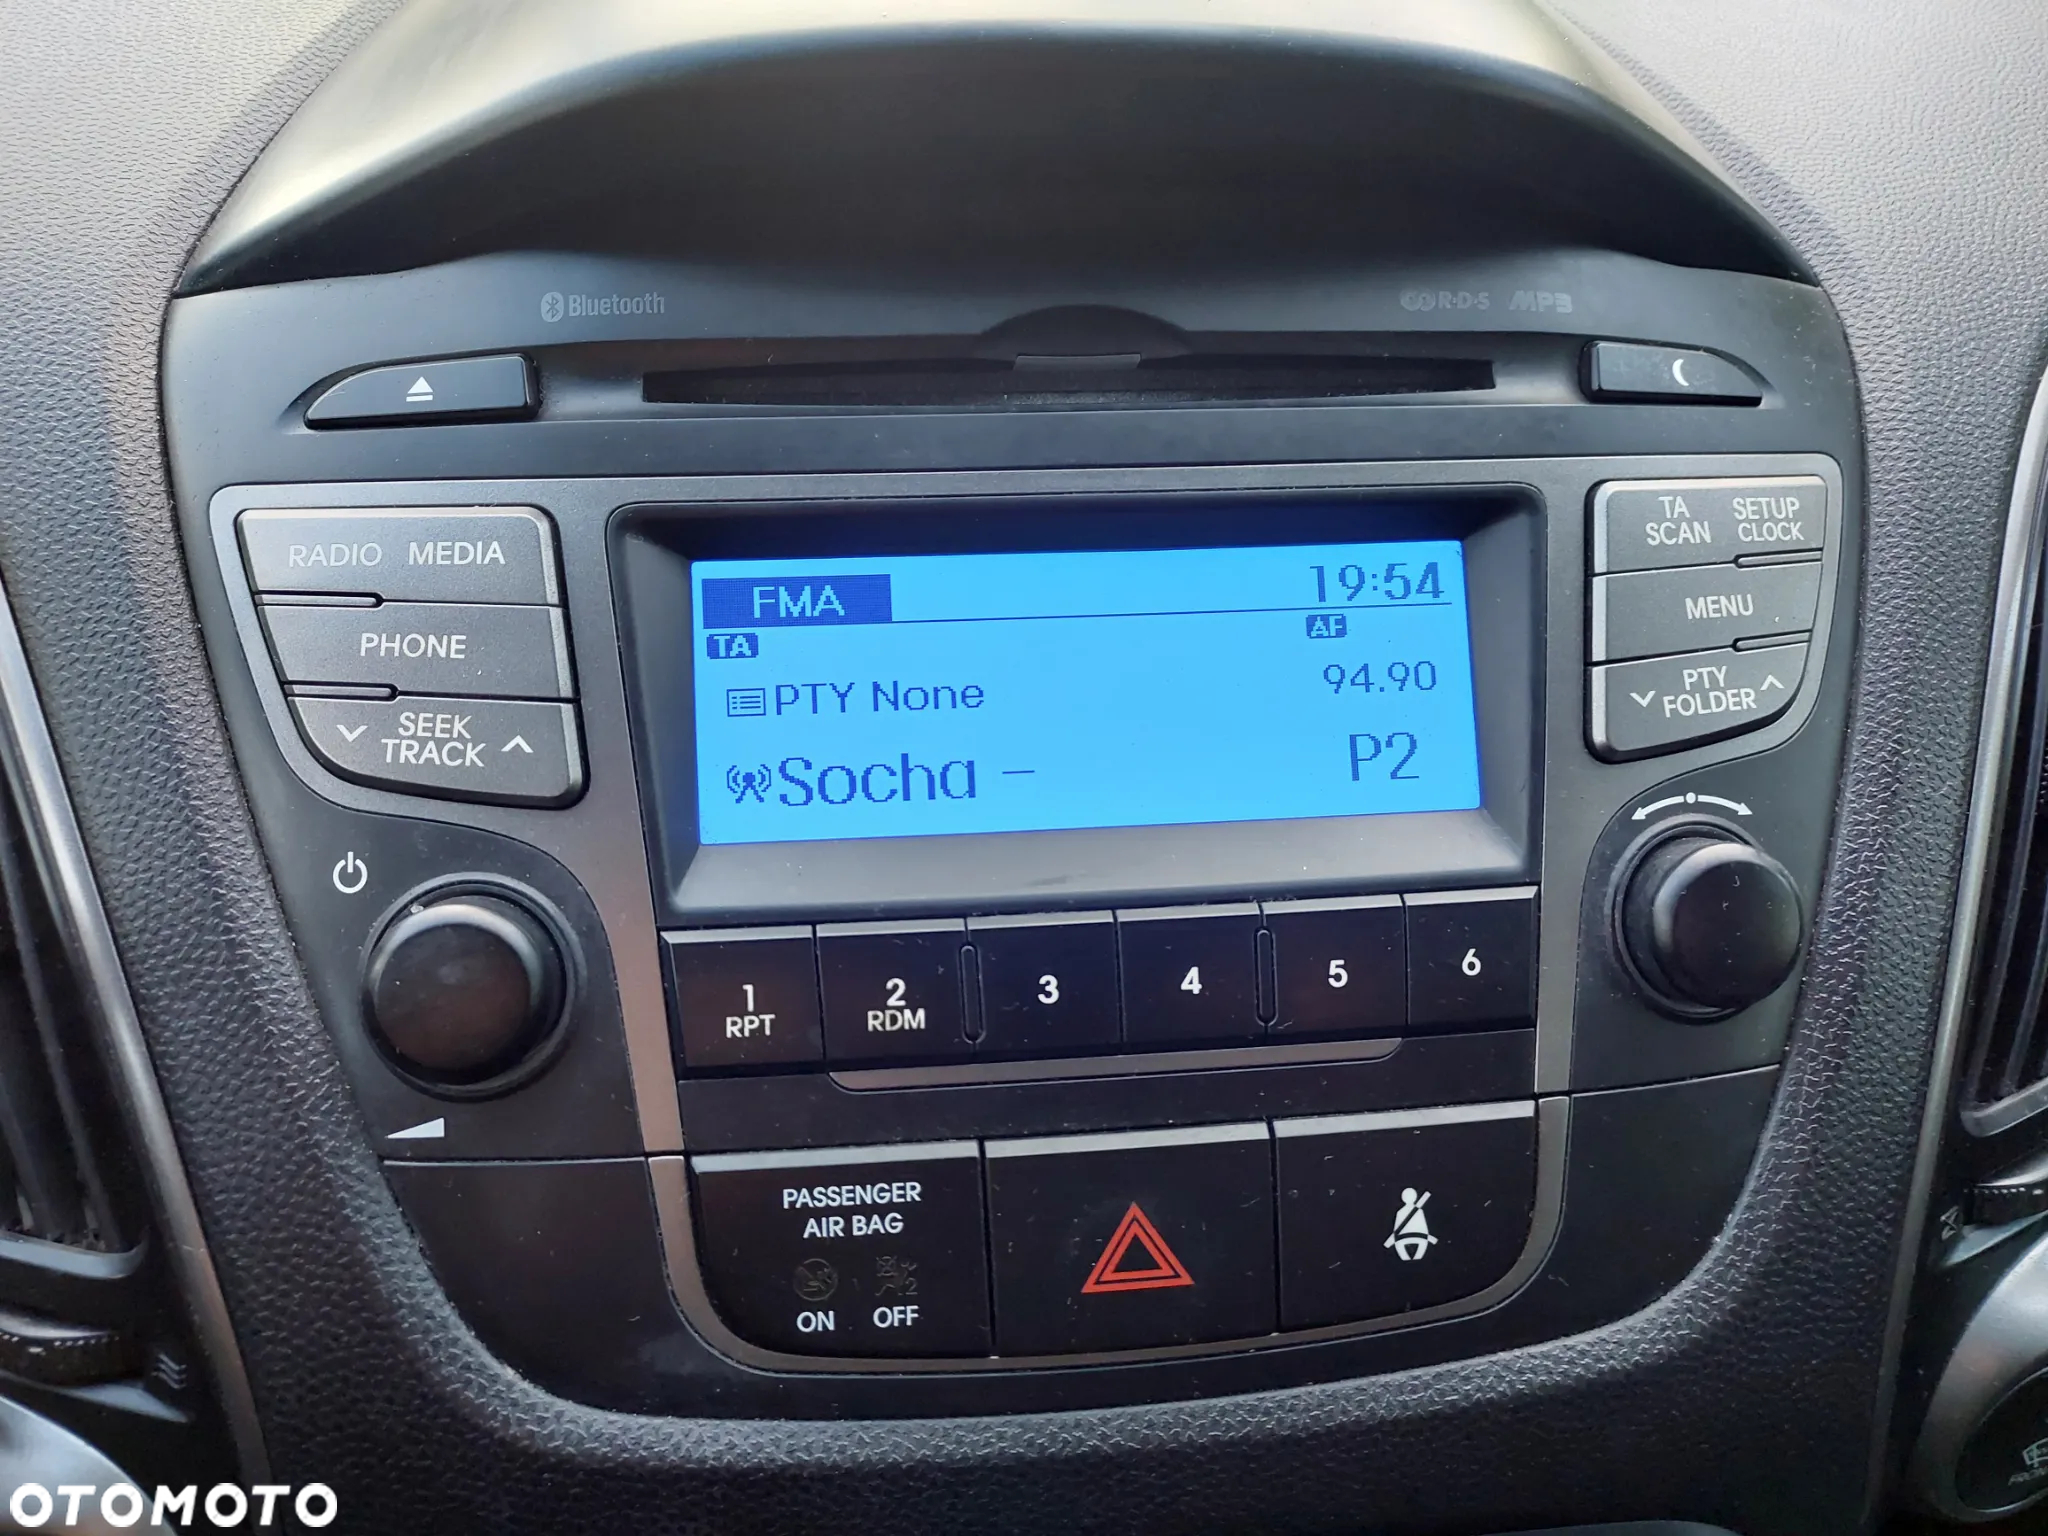 Bluetooth
R·D·S MP3
RADIO MEDIA
PHONE
SEEK
TRACK
TA
SCAN
SETUP
CLOCK
MENU
PTY
FOLDER
FMA
19:54
TA
AF
PTY None
94.90
Socha -
P2
1
RPT
2
RDM
3
4
5
6
PASSENGER
AIR BAG
ON OFF
OTOMOTO